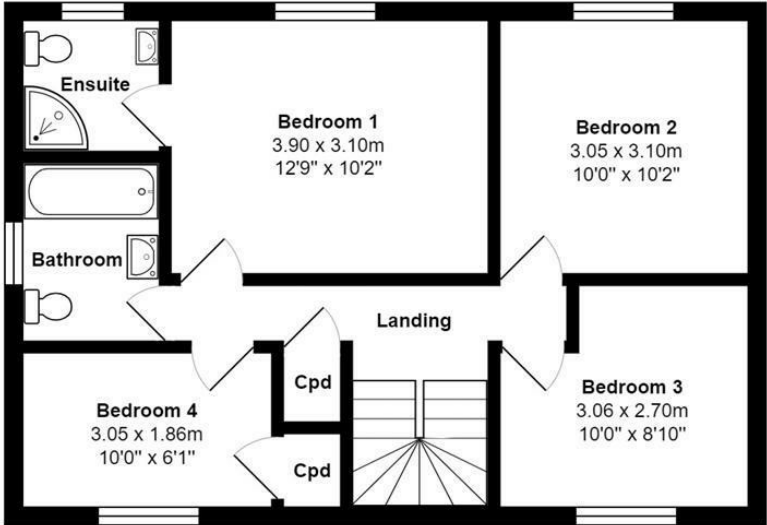 Ensuite
Bedroom 1
3.90 x 3.10m
12'9" x 10'2"
Bedroom 2
3.05 x 3.10m
10'0" x 10'2"
Bathroom
Landing
Cpd
Bedroom 3
3.06 x 2.70m
10'0" x 8'10"
Bedroom 4
3.05 x 1.86m
10'0" x 6'1"
Cpd